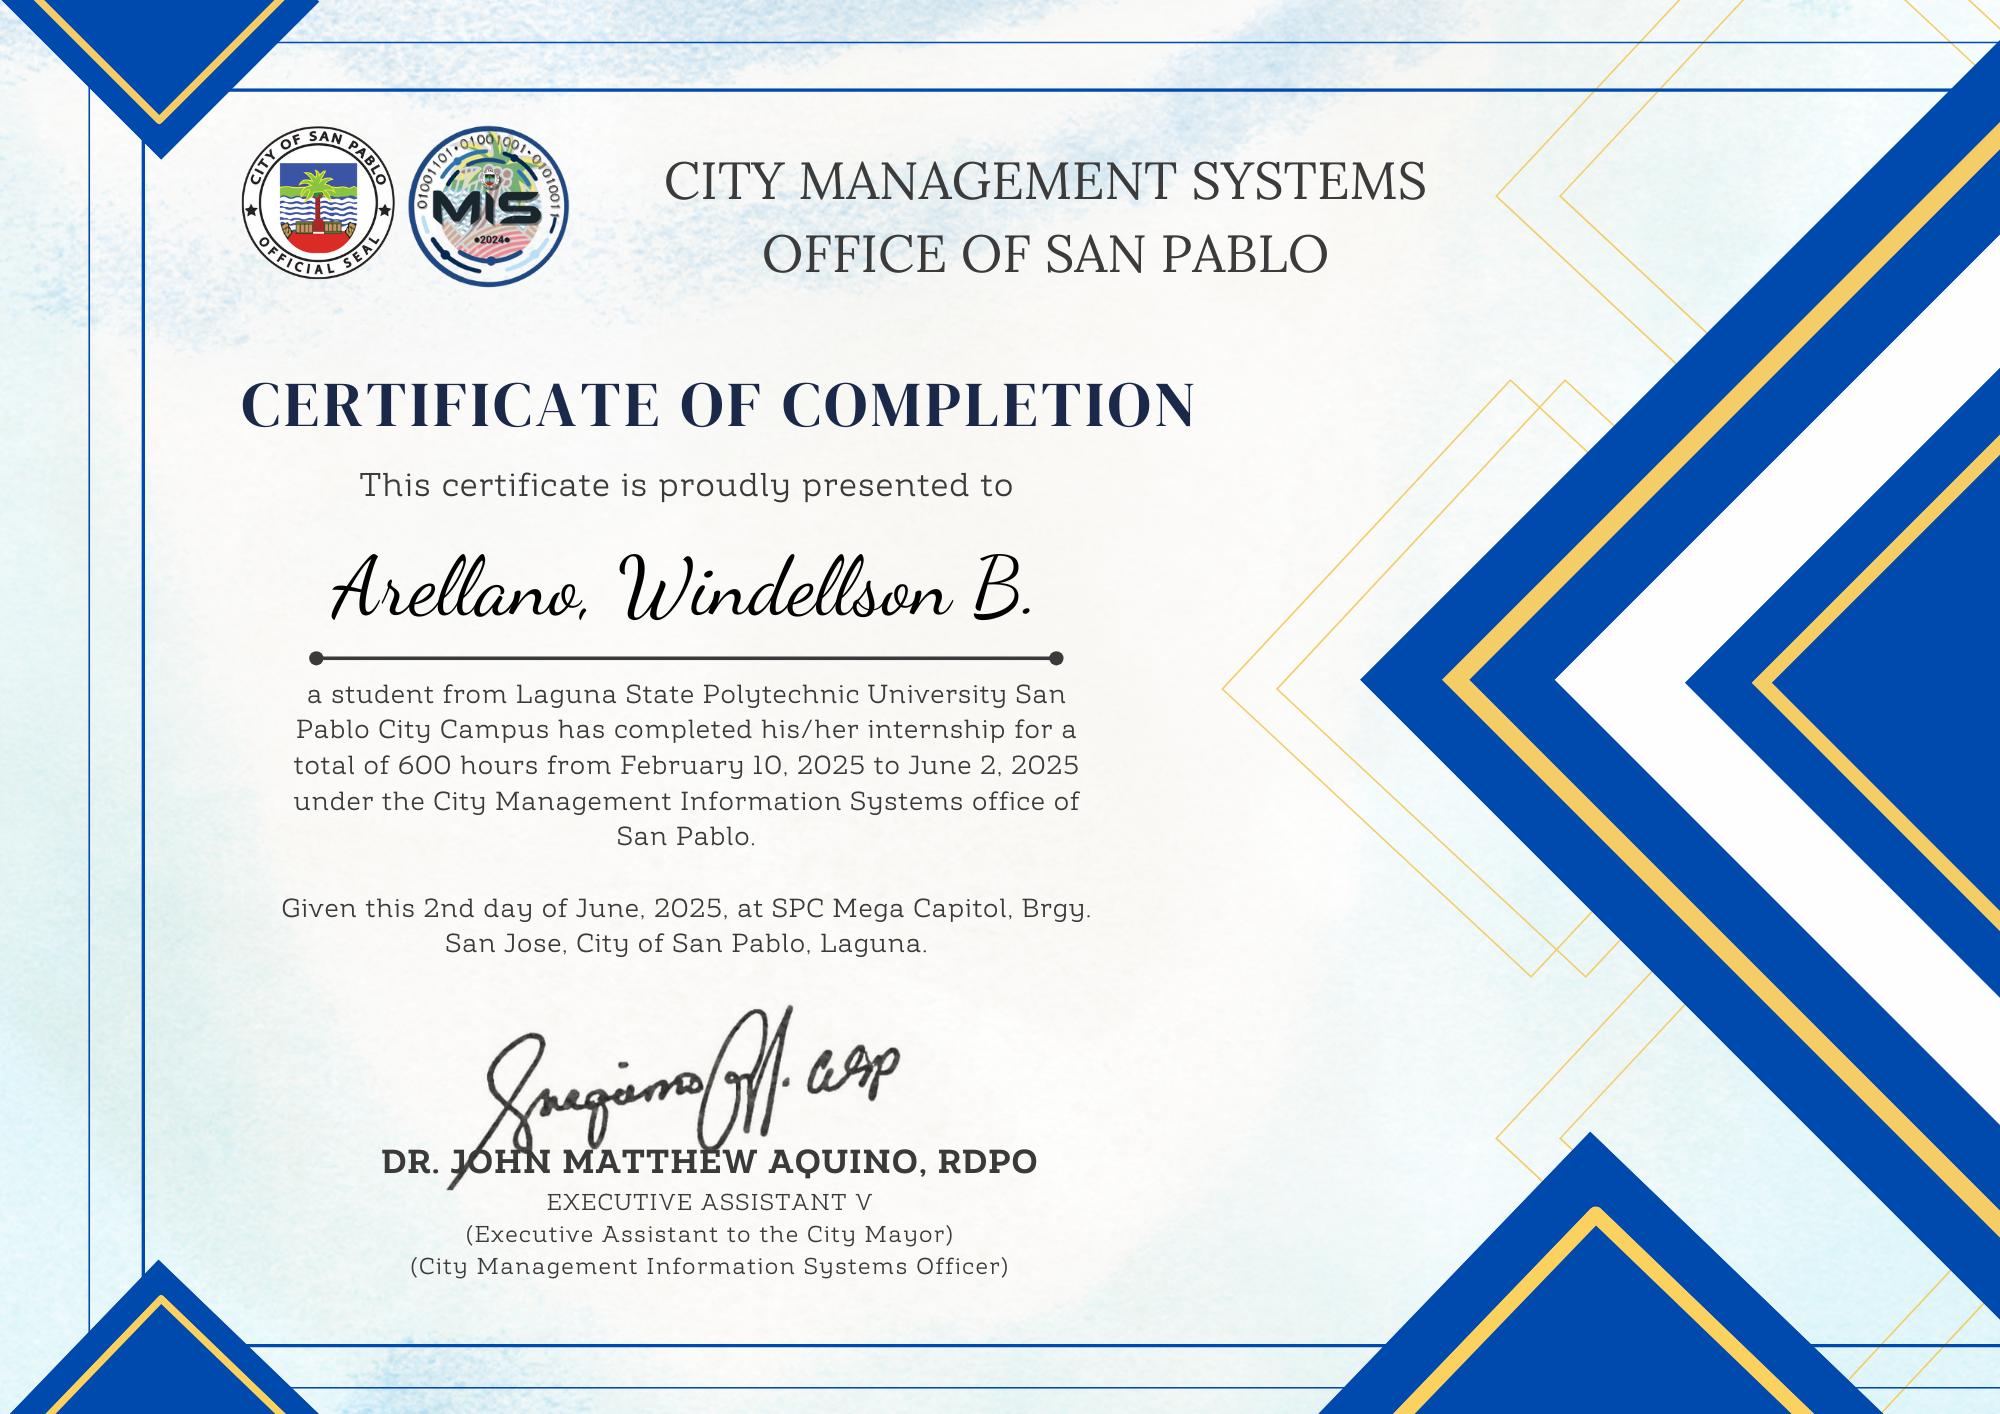 CITY OF SAN PABLO
OFFICIAL SEAL
01001101•01001001•01010011
MIS
•2024•
CITY MANAGEMENT SYSTEMS
OFFICE OF SAN PABLO
CERTIFICATE OF COMPLETION
This certificate is proudly presented to
Arellano, Windellson B.
a student from Laguna State Polytechnic University San
Pablo City Campus has completed his/her internship for a
total of 600 hours from February 10, 2025 to June 2, 2025
under the City Management Information Systems office of
San Pablo.
Given this 2nd day of June, 2025, at SPC Mega Capitol, Brgy.
San Jose, City of San Pablo, Laguna.
DR. JOHN MATTHEW AQUINO, RDPO
EXECUTIVE ASSISTANT V
(Executive Assistant to the City Mayor)
(City Management Information Systems Officer)